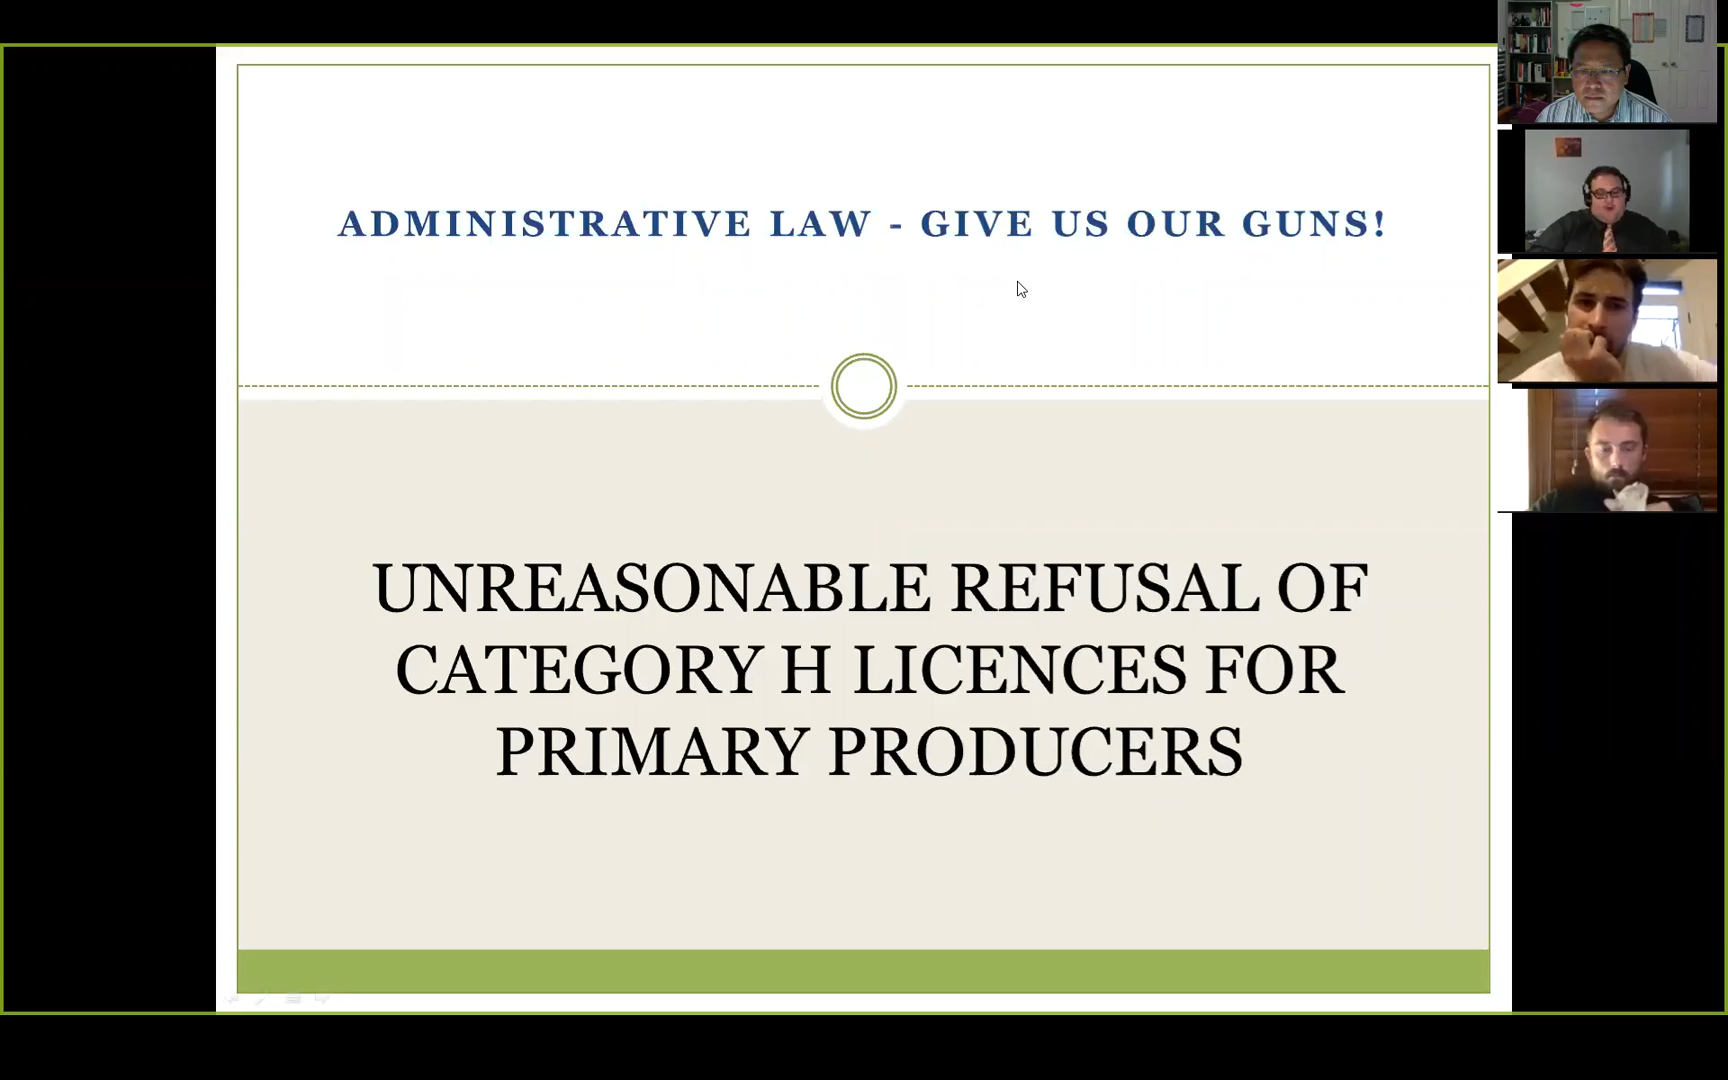 ADMINISTRATIVE LAW - GIVE US OUR GUNS!
UNREASONABLE REFUSAL OF
CATEGORY H LICENCES FOR
PRIMARY PRODUCERS